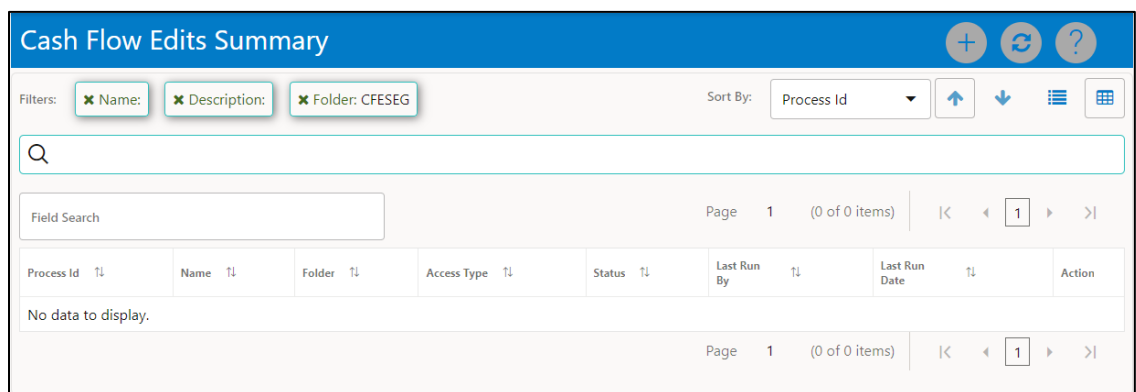 Cash Flow Edits Summary
Filters: Name: Description: Folder: CFESEG Sort By: Process Id
Field Search
Page 1 (0 of 0 items) 1
Process Id Name Folder Access Type Status Last Run By Last Run Date Action
No data to display.
Page 1 (0 of 0 items) 1